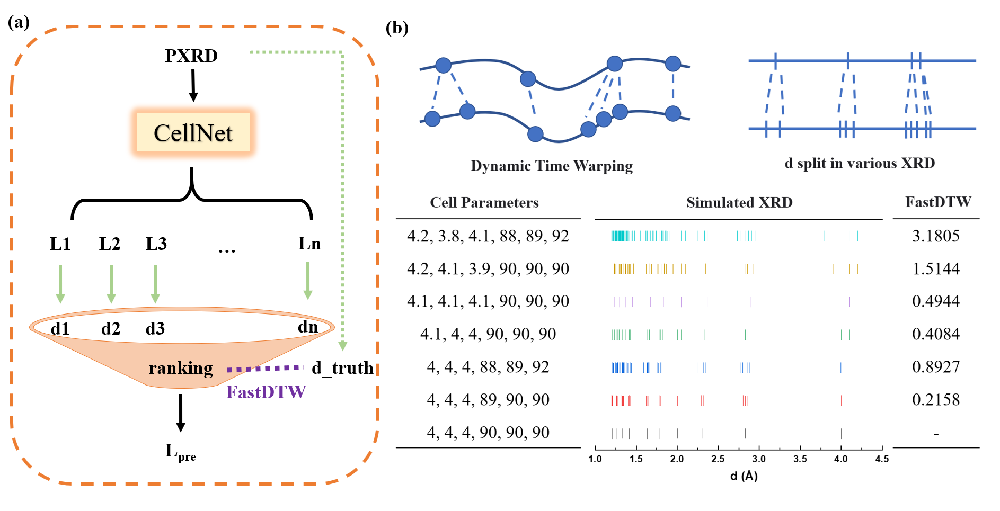 (a)
PXRD
CellNet
L1 L2 L3 ... Ln
d1 d2 d3 dn
ranking d_truth
FastDTW
Lpre
(b)
Dynamic Time Warping
d split in various XRD
Cell Parameters Simulated XRD FastDTW
4.2, 3.8, 4.1, 88, 89, 92 3.1805
4.2, 4.1, 3.9, 90, 90, 90 1.5144
4.1, 4.1, 4.1, 90, 90, 90 0.4944
4.1, 4, 4, 90, 90, 90 0.4084
4, 4, 4, 88, 89, 92 0.8927
4, 4, 4, 89, 90, 90 0.2158
4, 4, 4, 90, 90, 90 -
1.0 1.5 2.0 2.5 3.0 3.5 4.0 4.5
d (Å)